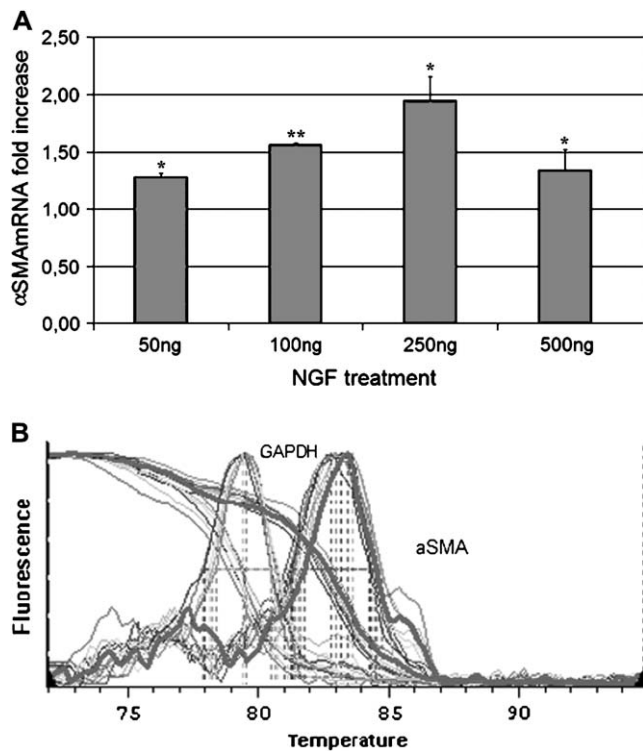 A
αSMAmRNA fold increase
2,50
2,00
1,50
1,00
0,50
0,00
*
**
*
*
50ng 100ng 250ng 500ng
NGF treatment
B
Fluorescence
GAPDH
aSMA
75 80 85 90
Temperature